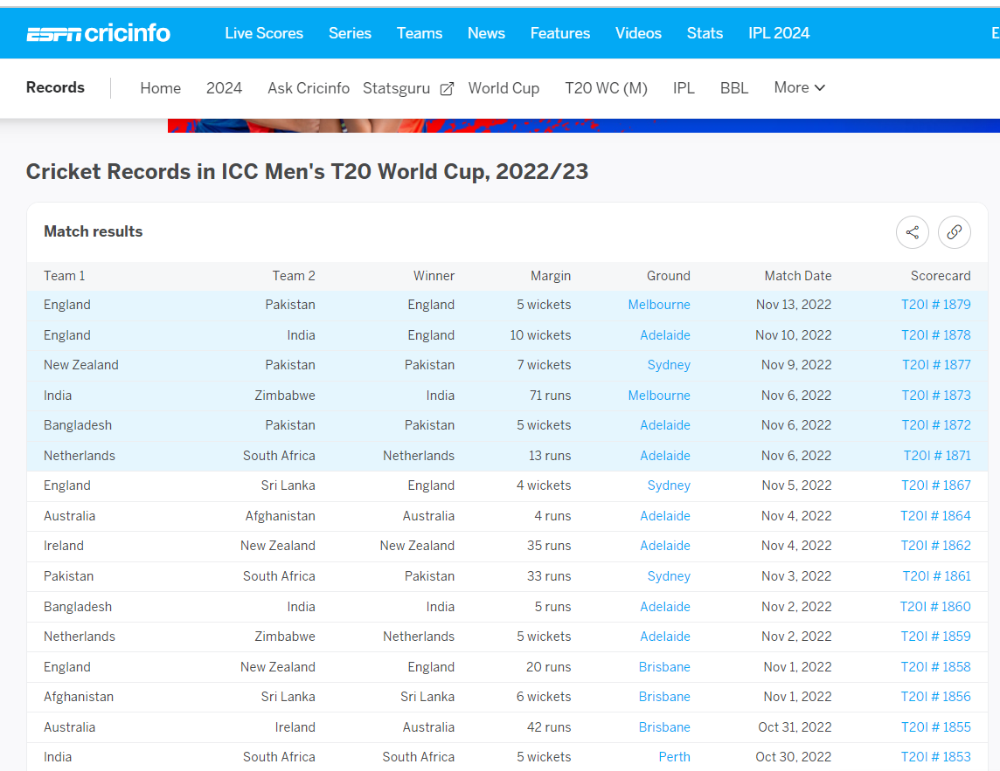 ESPN cricinfo Live Scores Series Teams News Features Videos Stats IPL 2024 E
Records Home 2024 Ask Cricinfo Statsguru World Cup T20 WC (M) IPL BBL More
Cricket Records in ICC Men's T20 World Cup, 2022/23
Match results
Team 1 Team 2 Winner Margin Ground Match Date Scorecard
England Pakistan England 5 wickets Melbourne Nov 13, 2022 T20I # 1879
England India England 10 wickets Adelaide Nov 10, 2022 T20I # 1878
New Zealand Pakistan Pakistan 7 wickets Sydney Nov 9, 2022 T20I # 1877
India Zimbabwe India 71 runs Melbourne Nov 6, 2022 T20I # 1873
Bangladesh Pakistan Pakistan 5 wickets Adelaide Nov 6, 2022 T20I # 1872
Netherlands South Africa Netherlands 13 runs Adelaide Nov 6, 2022 T20I # 1871
England Sri Lanka England 4 wickets Sydney Nov 5, 2022 T20I # 1867
Australia Afghanistan Australia 4 runs Adelaide Nov 4, 2022 T20I # 1864
Ireland New Zealand New Zealand 35 runs Adelaide Nov 4, 2022 T20I # 1862
Pakistan South Africa Pakistan 33 runs Sydney Nov 3, 2022 T20I # 1861
Bangladesh India India 5 runs Adelaide Nov 2, 2022 T20I # 1860
Netherlands Zimbabwe Netherlands 5 wickets Adelaide Nov 2, 2022 T20I # 1859
England New Zealand England 20 runs Brisbane Nov 1, 2022 T20I # 1858
Afghanistan Sri Lanka Sri Lanka 6 wickets Brisbane Nov 1, 2022 T20I # 1856
Australia Ireland Australia 42 runs Brisbane Oct 31, 2022 T20I # 1855
India South Africa South Africa 5 wickets Perth Oct 30, 2022 T20I # 1853